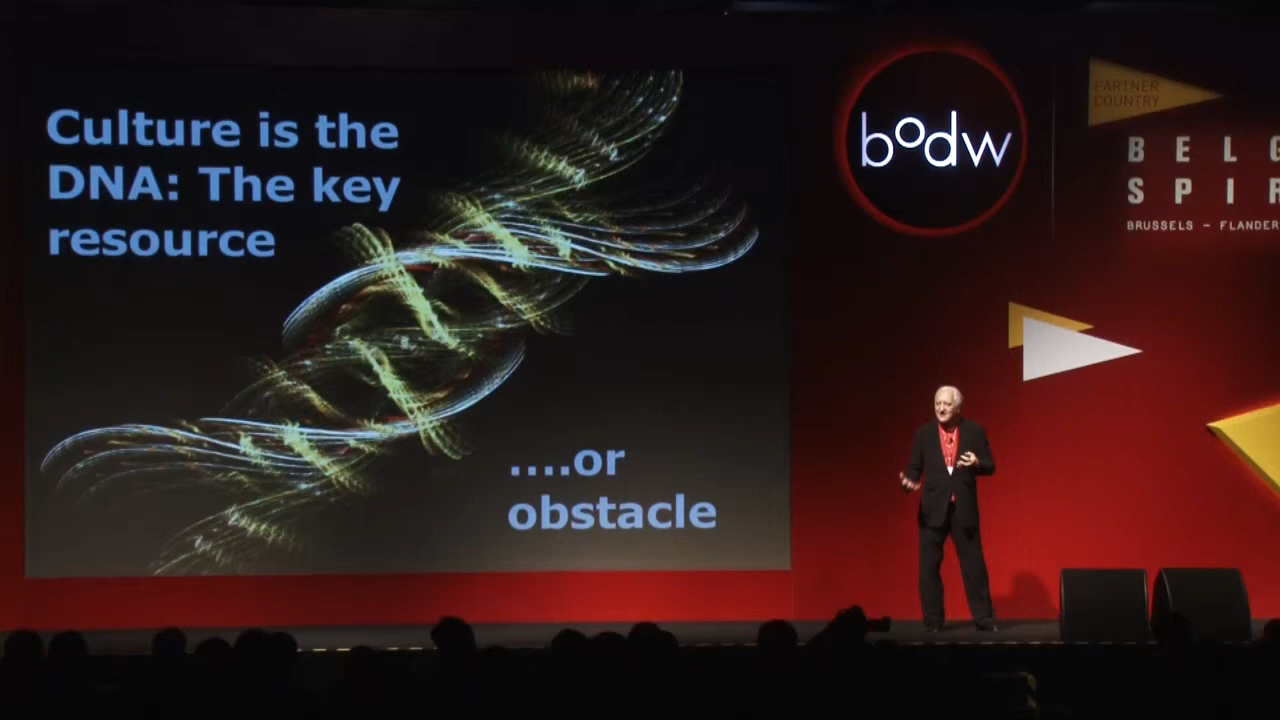 Culture is the
DNA: The key
resource
....or
obstacle
bodw
PARTNER
COUNTRY
BELG
SPIR
BRUSSELS – FLANDER